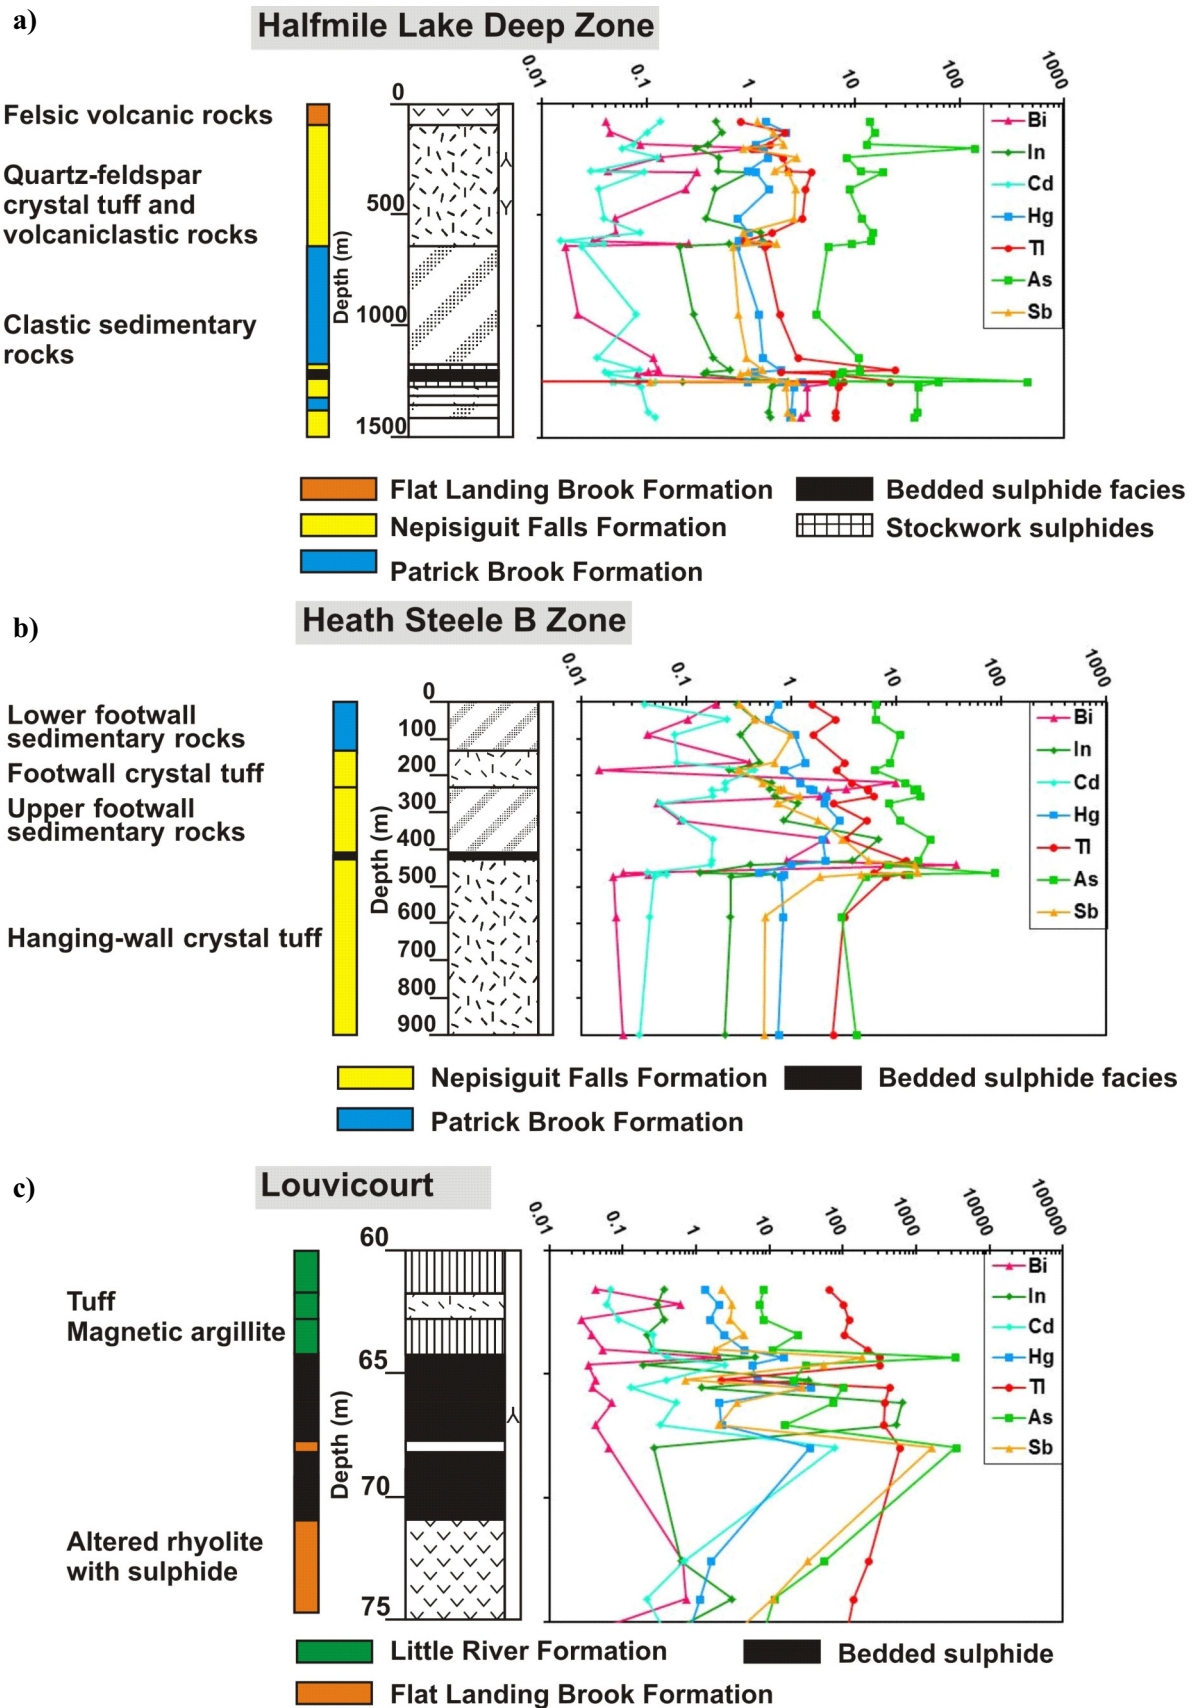 a)
Halfmile Lake Deep Zone
0.01
0.1
1
10
100
1000
Felsic volcanic rocks
Quartz-feldspar
crystal tuff and
volcaniclastic rocks
Clastic sedimentary
rocks
Depth (m)
0
500
1000
1500
Bi
In
Cd
Hg
Tl
As
Sb
Flat Landing Brook Formation
Nepisiguit Falls Formation
Patrick Brook Formation
Bedded sulphide facies
Stockwork sulphides
b)
Heath Steele B Zone
0.01
0.1
1
10
100
1000
Lower footwall
sedimentary rocks
Footwall crystal tuff
Upper footwall
sedimentary rocks
Hanging-wall crystal tuff
Depth (m)
0
100
200
300
400
500
600
700
800
900
Bi
In
Cd
Hg
Tl
As
Sb
Nepisiguit Falls Formation
Bedded sulphide facies
Patrick Brook Formation
c)
Louvicourt
0.01
0.1
1
10
100
1000
10000
100000
Tuff
Magnetic argillite
Altered rhyolite
with sulphide
Depth (m)
60
65
70
75
Bi
In
Cd
Hg
Tl
As
Sb
Little River Formation
Bedded sulphide
Flat Landing Brook Formation